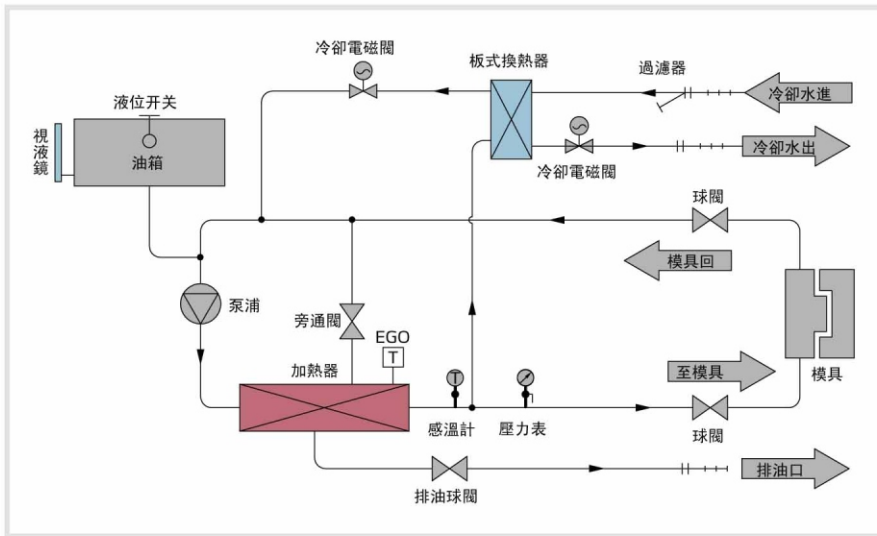 冷卻電磁閥
板式換熱器
過濾器
冷卻水進
液位开关
視液鏡
油箱
冷卻水出
冷卻電磁閥
球閥
模具回
泵浦
旁通閥
EGO
T
加熱器
T
至模具
模具
感溫計
壓力表
球閥
排油球閥
排油口